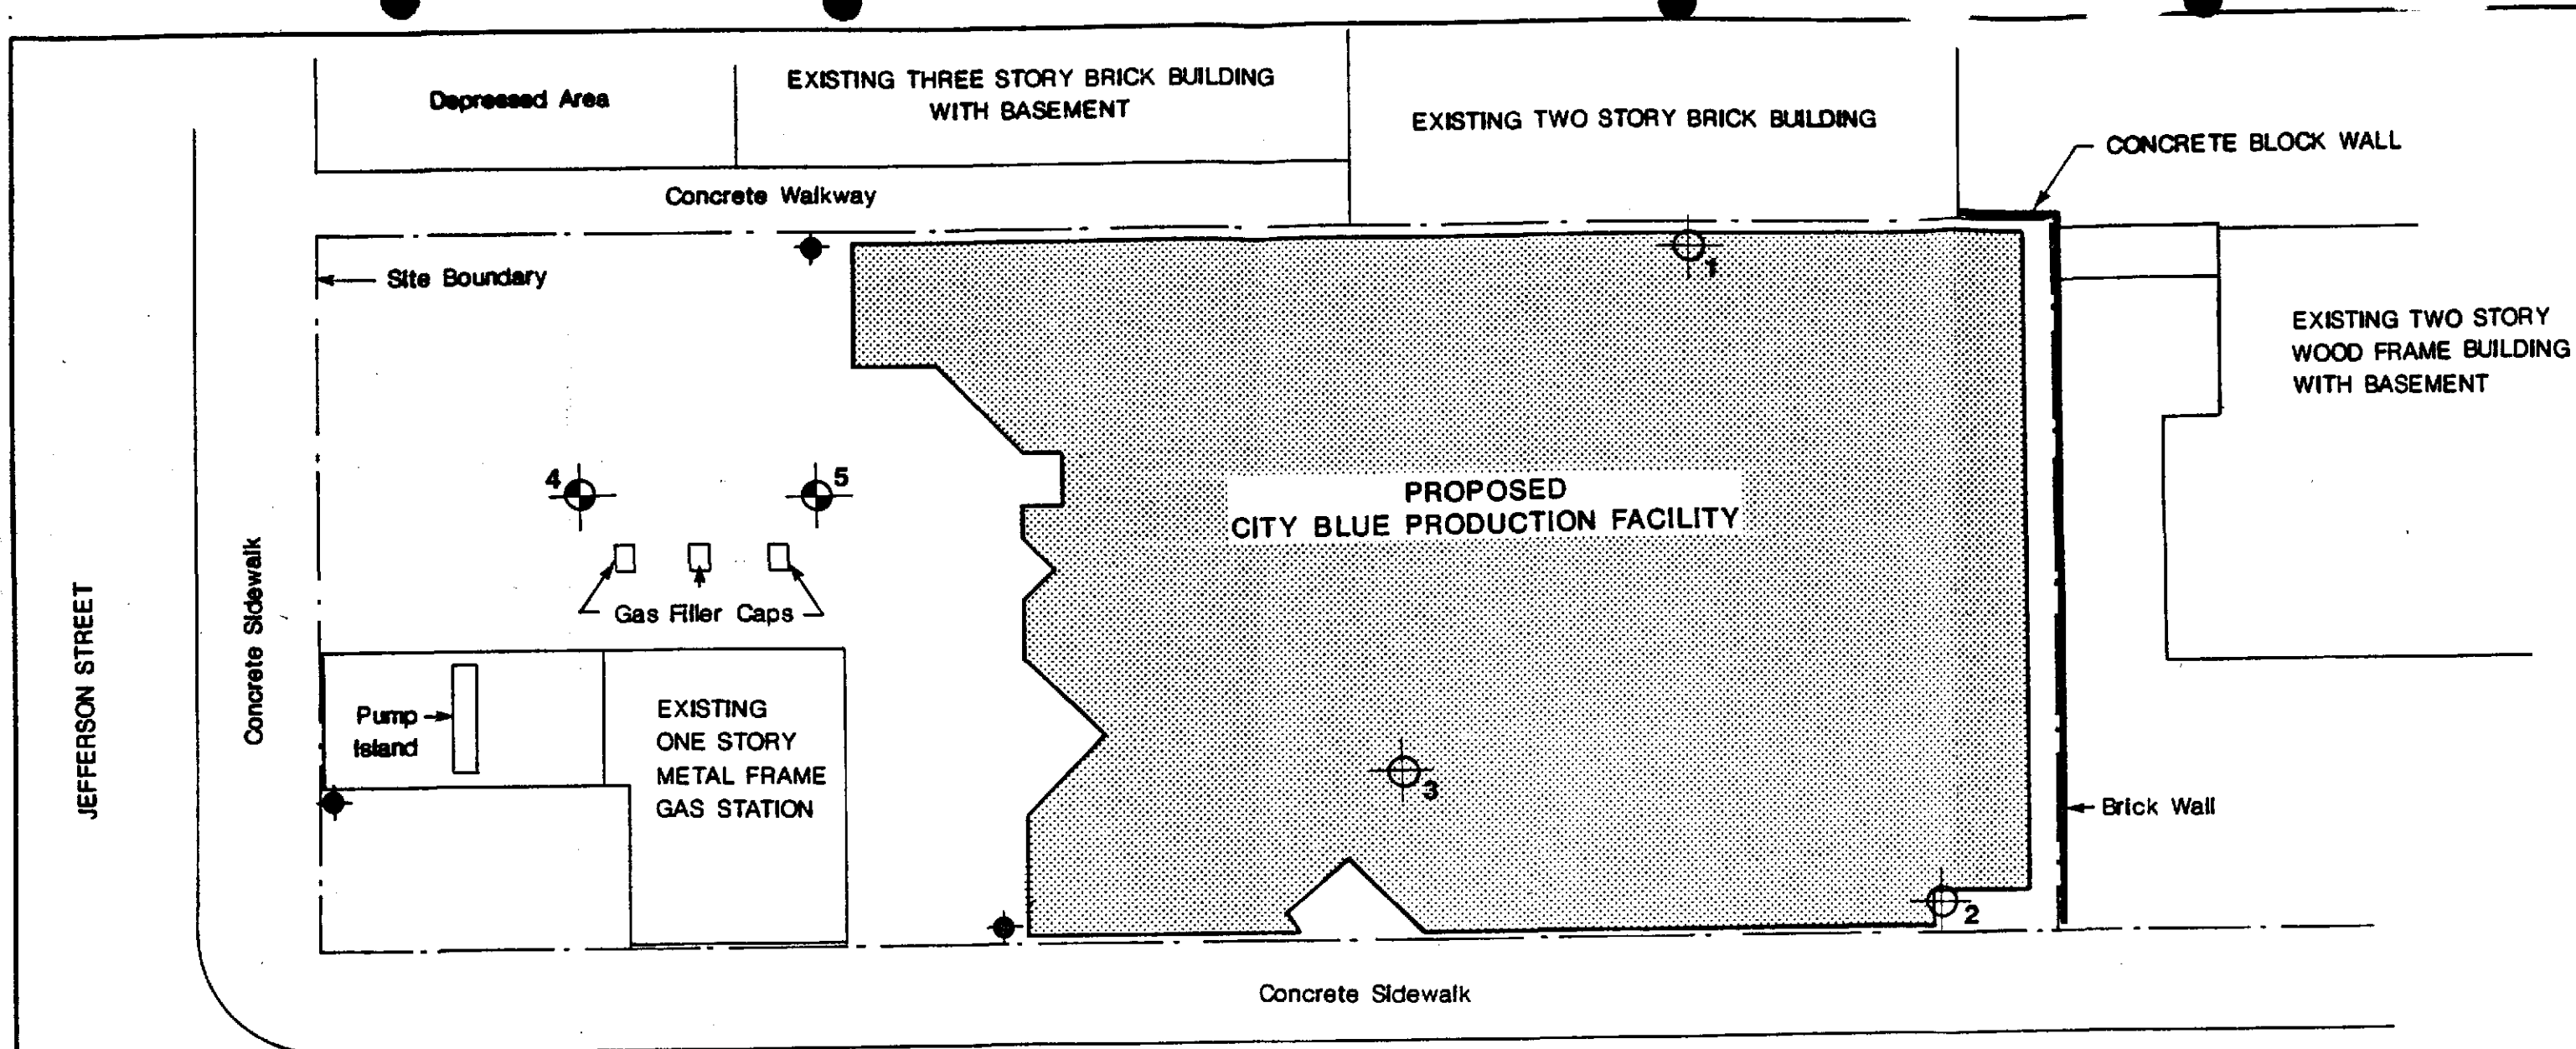 Depressed Area
EXISTING THREE STORY BRICK BUILDING
WITH BASEMENT
EXISTING TWO STORY BRICK BUILDING
CONCRETE BLOCK WALL
Concrete Walkway
Site Boundary
1
EXISTING TWO STORY
WOOD FRAME BUILDING
WITH BASEMENT
4
5
PROPOSED
CITY BLUE PRODUCTION FACILITY
Gas Filler Caps
JEFFERSON STREET
Concrete Sidewalk
Pump
Island
EXISTING
ONE STORY
METAL FRAME
GAS STATION
3
Brick Wall
2
Concrete Sidewalk